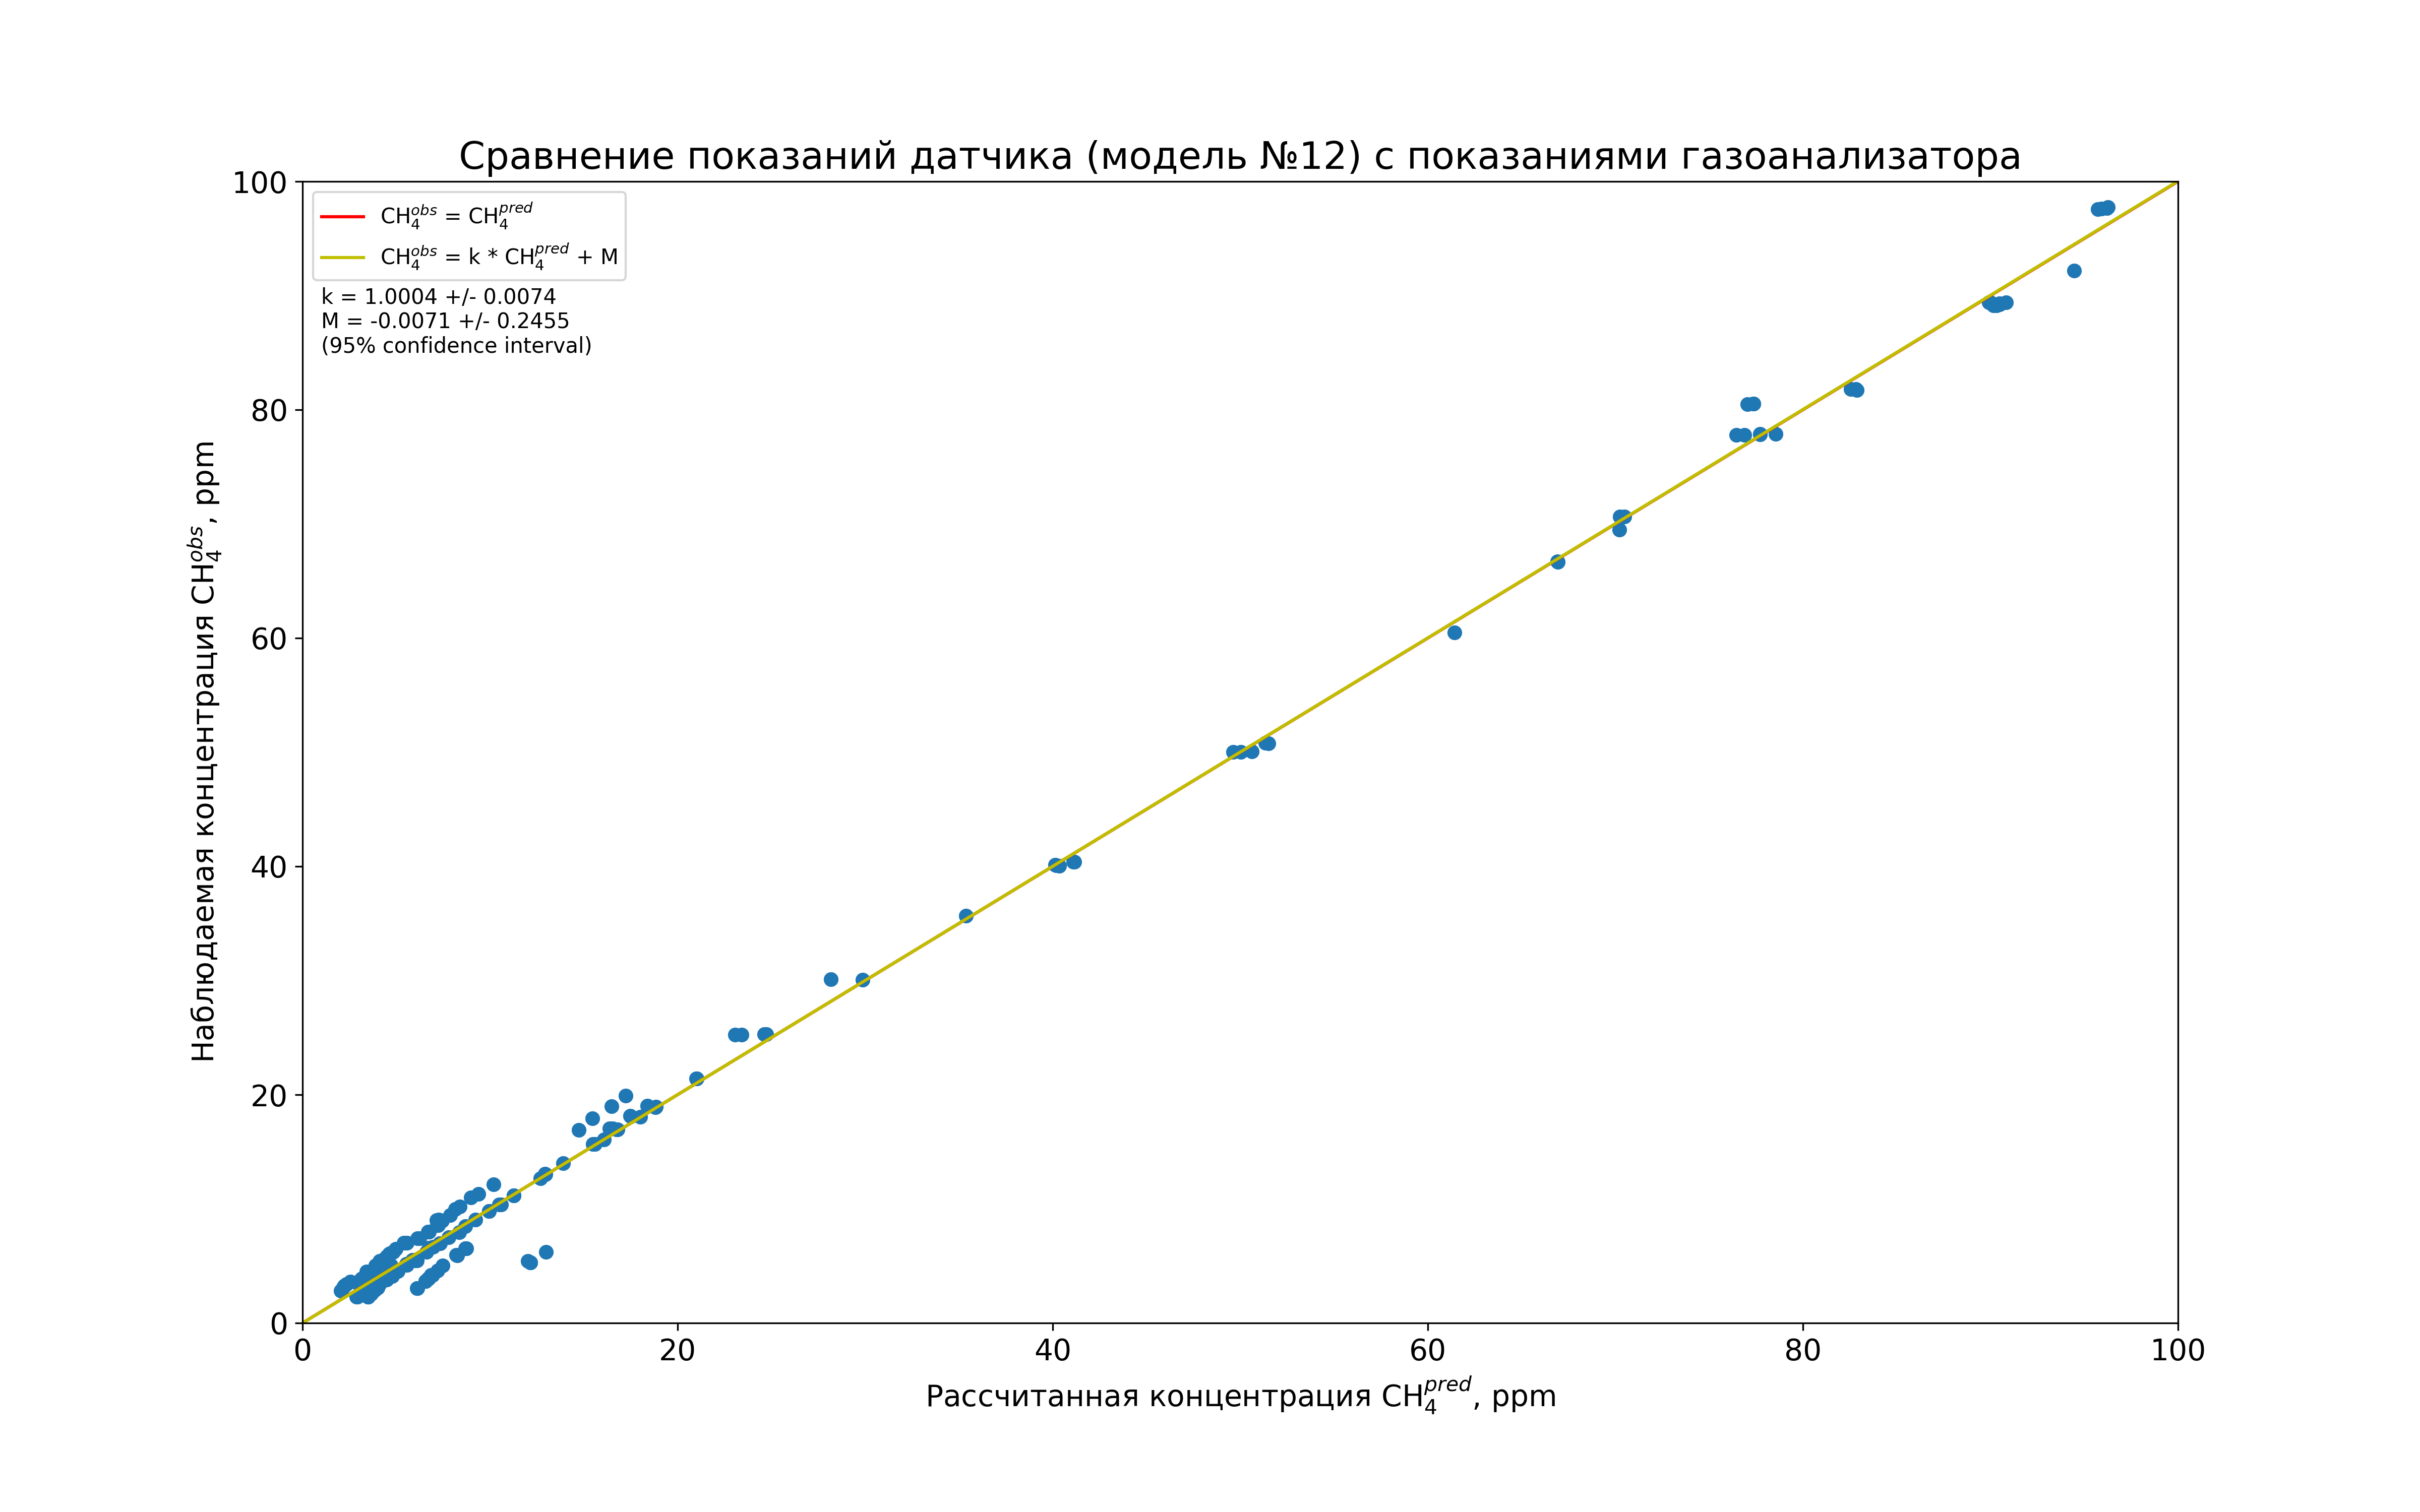 Сравнение показаний датчика (модель №12) с показаниями газоанализатора
CH₄ᵒᵇˢ = CH₄ᵖʳᵉᵈ
CH₄ᵒᵇˢ = k * CH₄ᵖʳᵉᵈ + M
k = 1.0004 +/- 0.0074
M = -0.0071 +/- 0.2455
(95% confidence interval)
Наблюдаемая концентрация CH₄ᵒᵇˢ, ppm
100
80
60
40
20
0
0 20 40 60 80 100
Рассчитанная концентрация CH₄ᵖʳᵉᵈ, ppm